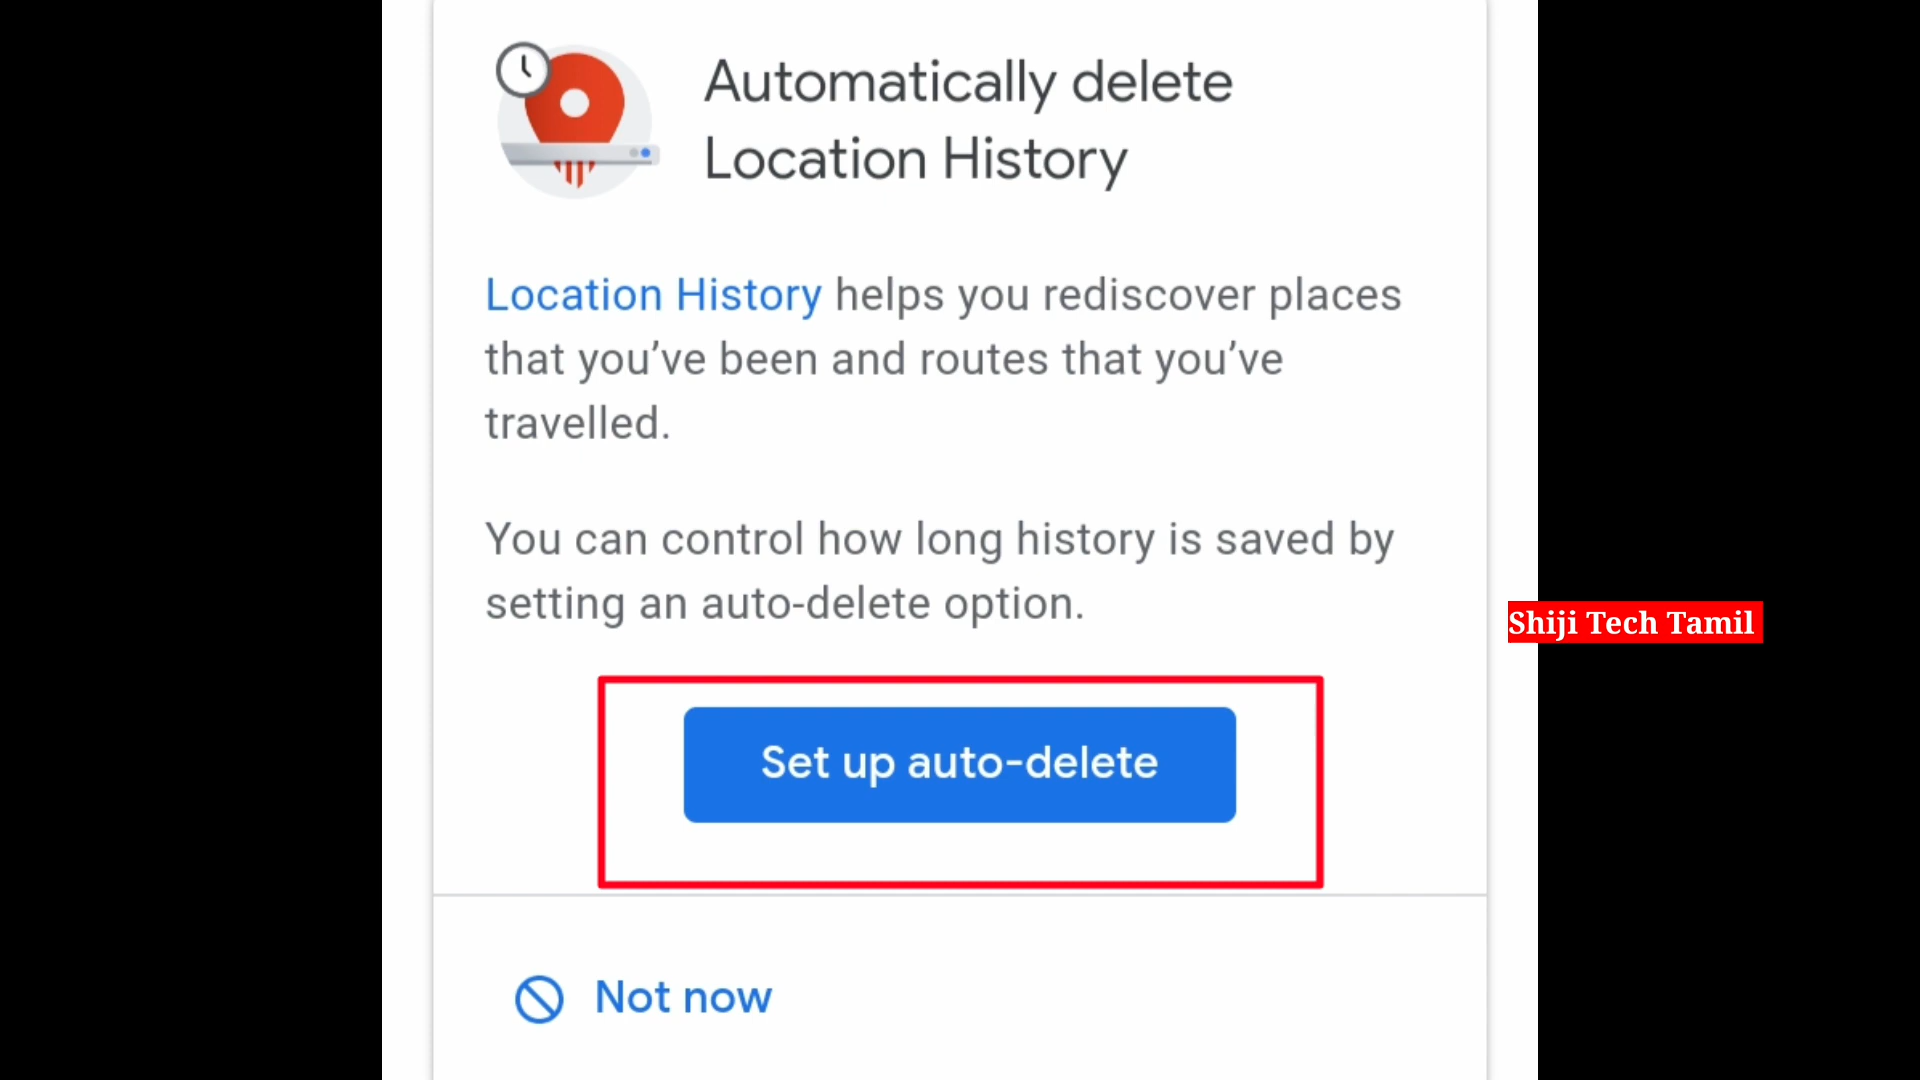 Automatically delete
Location History
Location History helps you rediscover places
that you’ve been and routes that you’ve
travelled.
You can control how long history is saved by
setting an auto-delete option.
Shiji Tech Tamil
Set up auto-delete
Not now